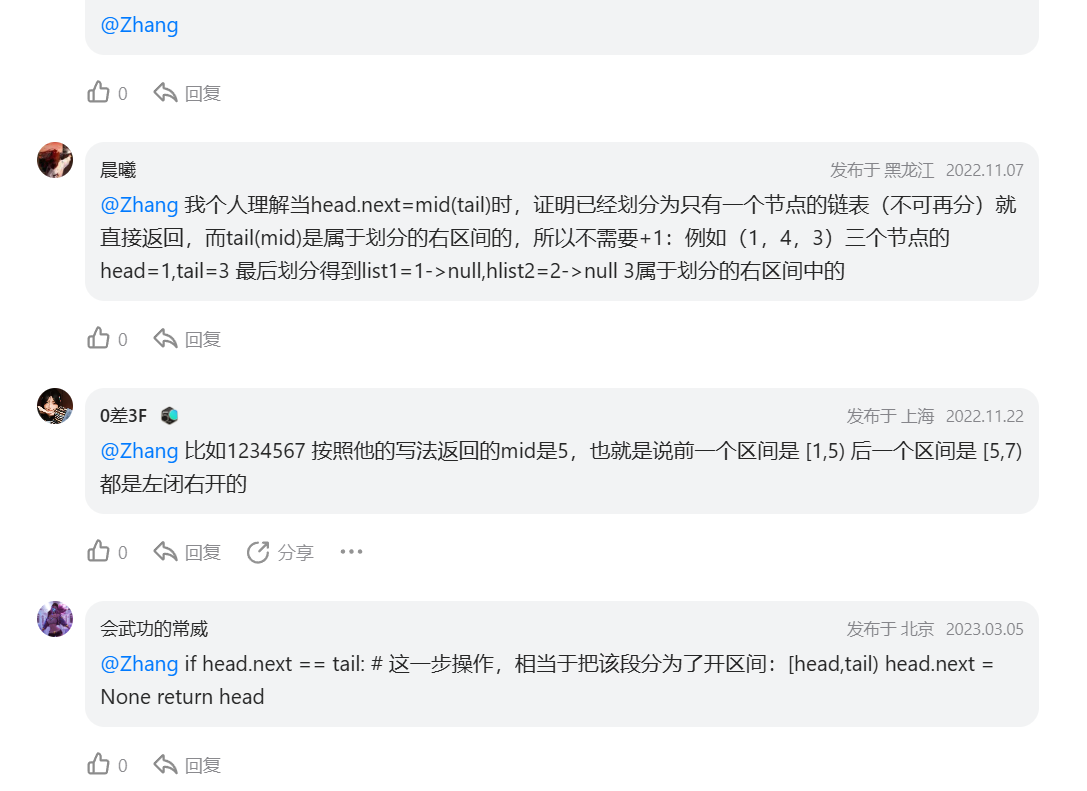 @Zhang
0 回复
晨曦 发布于 黑龙江 2022.11.07
@Zhang 我个人理解当head.next=mid(tail)时，证明已经划分为只有一个节点的链表（不可再分）就
直接返回，而tail(mid)是属于划分的右区间的，所以不需要+1：例如（1，4，3）三个节点的
head=1,tail=3 最后划分得到list1=1->null,hlist2=2->null 3属于划分的右区间中的
0 回复
0差3F 发布于 上海 2022.11.22
@Zhang 比如1234567 按照他的写法返回的mid是5，也就是说前一个区间是 [1,5) 后一个区间是 [5,7)
都是左闭右开的
0 回复 分享
会武功的常威 发布于 北京 2023.03.05
@Zhang if head.next == tail: # 这一步操作，相当于把该段分为了开区间：[head,tail) head.next =
None return head
0 回复